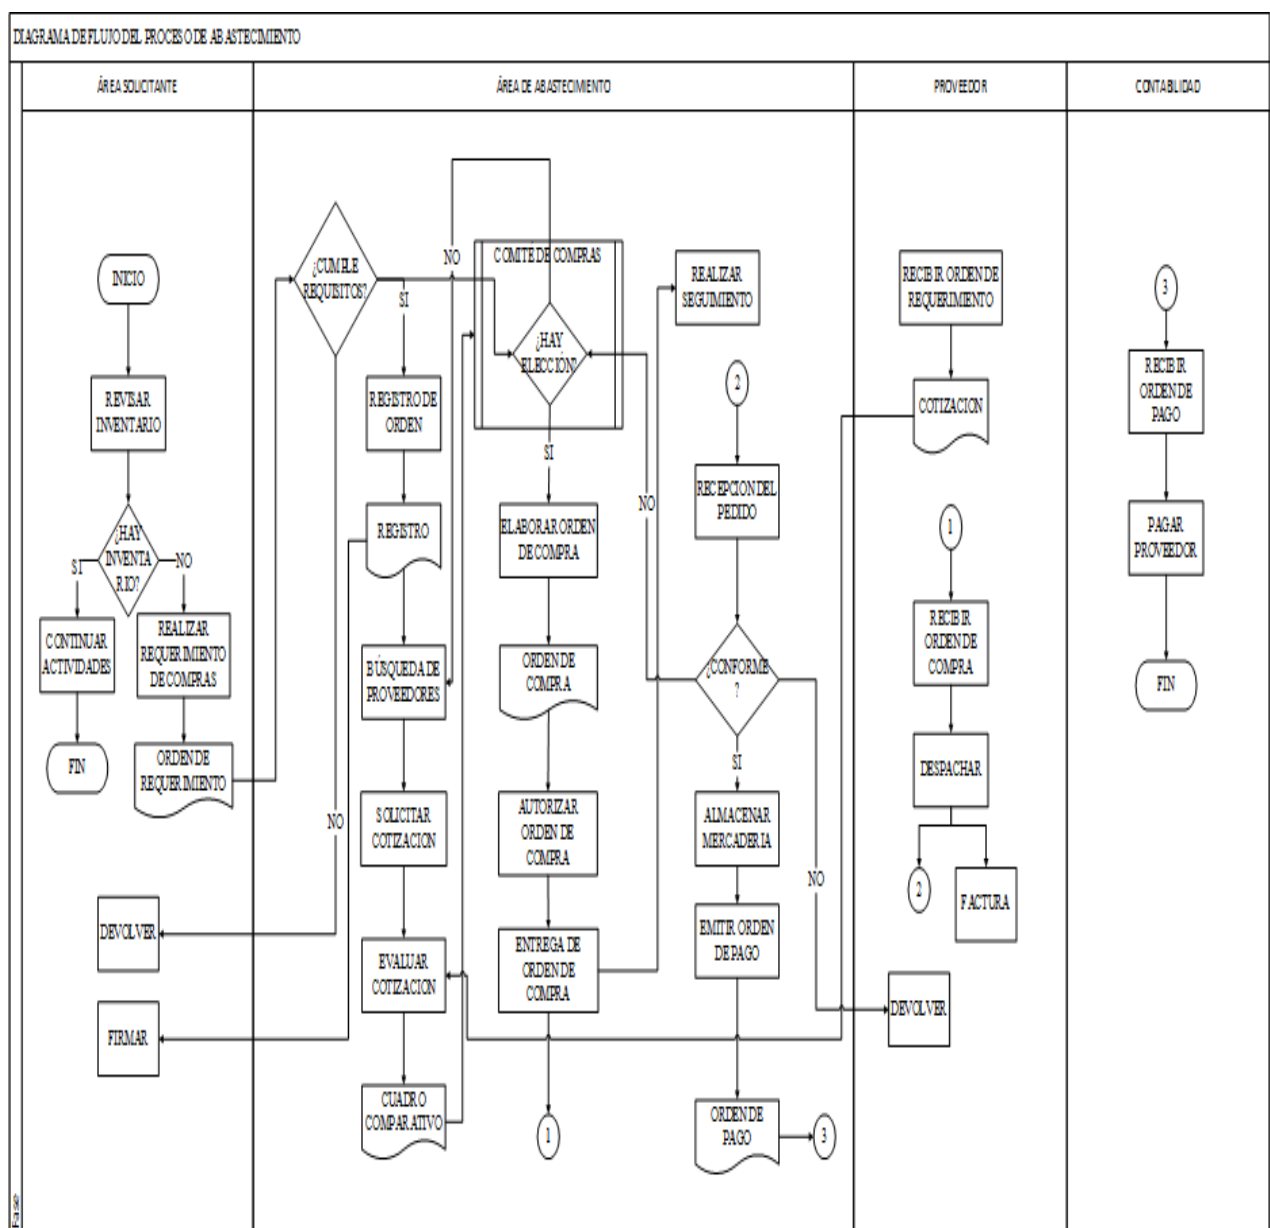 DIAGRAMA DE FLUJO DEL PROCESO DE ABASTECIMIENTO
ÁREA SOLICITANTE
ÁREA DE ABASTECIMIENTO
PROVEEDOR
CONTABILIDAD
INICIO
REVISAR
INVENTARIO
¿HAY
INVENTA
RIO?
SI
NO
CONTINUAR
ACTIVIDADES
REALIZAR
REQUERIMIENTO
DE COMPRAS
FIN
ORDEN DE
REQUERIMIENTO
DEVOLVER
FIRMAR
¿CUMPLE
REQUISITOS?
SI
NO
REGISTRO DE
ORDEN
REGISTRO
BÚSQUEDA DE
PROVEEDORES
SOLICITAR
COTIZACION
EVALUAR
COTIZACION
CUADRO
COMPARATIVO
NO
COMITÉ DE COMPRAS
¿HAY
ELECCIÓN?
SI
ELABORAR ORDEN
DE COMPRA
ORDEN DE
COMPRA
AUTORIZAR
ORDEN DE
COMPRA
ENTREGA DE
ORDEN DE
COMPRA
1
REALIZAR
SEGUIMIENTO
2
RECEPCION DEL
PEDIDO
NO
¿CONFORME
?
SI
NO
ALMACENAR
MERCADERIA
EMITIR ORDEN
DE PAGO
ORDEN DE
PAGO
3
RECIBIR ORDEN DE
REQUERIMIENTO
COTIZACION
1
RECIBIR
ORDEN DE
COMPRA
DESPACHAR
2
FACTURA
DEVOLVER
3
RECIBIR
ORDEN DE
PAGO
PAGAR
PROVEEDOR
FIN
Fase